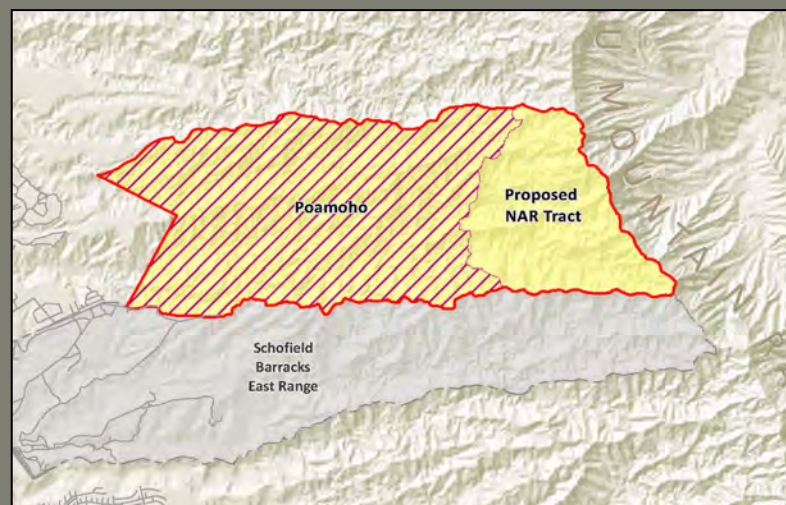 Poamoho
Proposed
NAR Tract
Schofield
Barracks
East Range
U M O U N T A I N